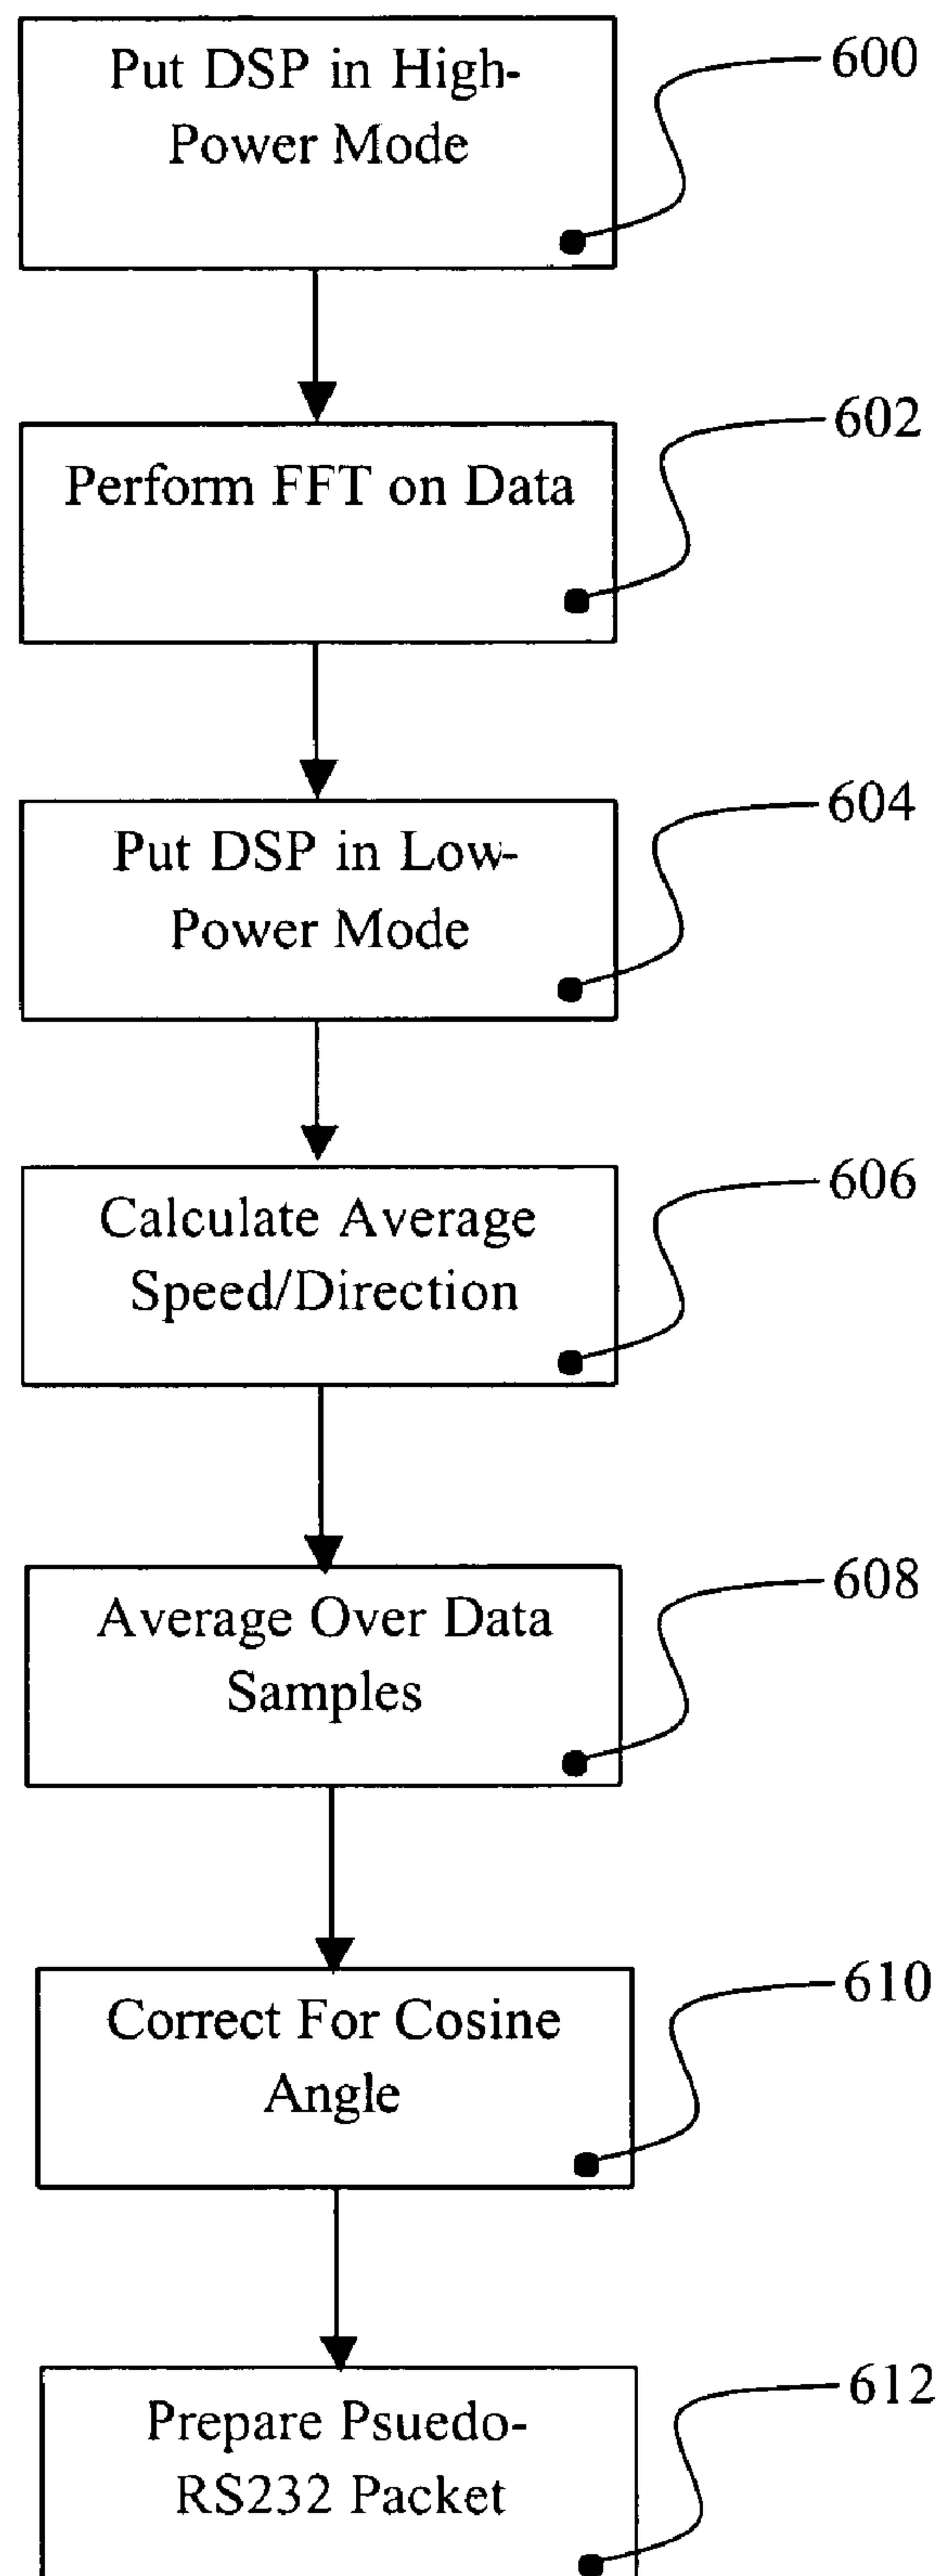 Put DSP in High-
Power Mode
600
Perform FFT on Data
602
Put DSP in Low-
Power Mode
604
Calculate Average
Speed/Direction
606
Average Over Data
Samples
608
Correct For Cosine
Angle
610
Prepare Psuedo-
RS232 Packet
612